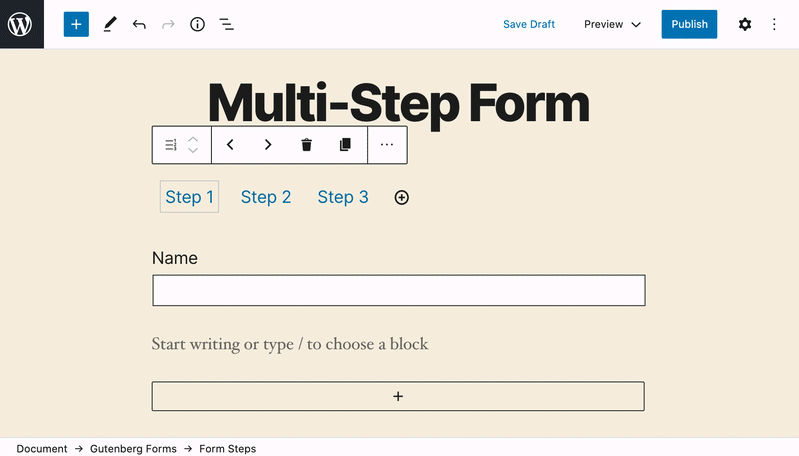 Save Draft Preview Publish
Multi-Step Form
Step 1 Step 2 Step 3
Name
Start writing or type / to choose a block
Document → Gutenberg Forms → Form Steps